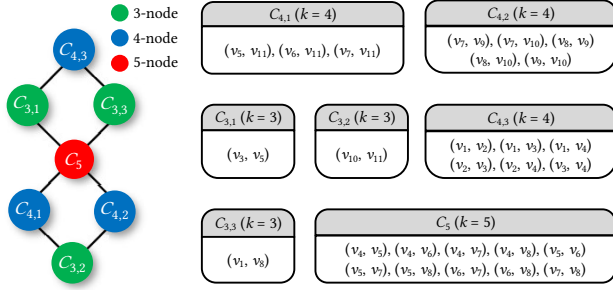 3-node
4-node
5-node
C4,3
C3,1
C3,3
C5
C4,1
C4,2
C3,2
C4,1 (k = 4)
(v5, v11), (v6, v11), (v7, v11)
C4,2 (k = 4)
(v7, v9), (v7, v10), (v8, v9)
(v8, v10), (v9, v10)
C3,1 (k = 3)
(v3, v5)
C3,2 (k = 3)
(v10, v11)
C4,3 (k = 4)
(v1, v2), (v1, v3), (v1, v4)
(v2, v3), (v2, v4), (v3, v4)
C3,3 (k = 3)
(v1, v8)
C5 (k = 5)
(v4, v5), (v4, v6), (v4, v7), (v4, v8), (v5, v6)
(v5, v7), (v5, v8), (v6, v7), (v6, v8), (v7, v8)